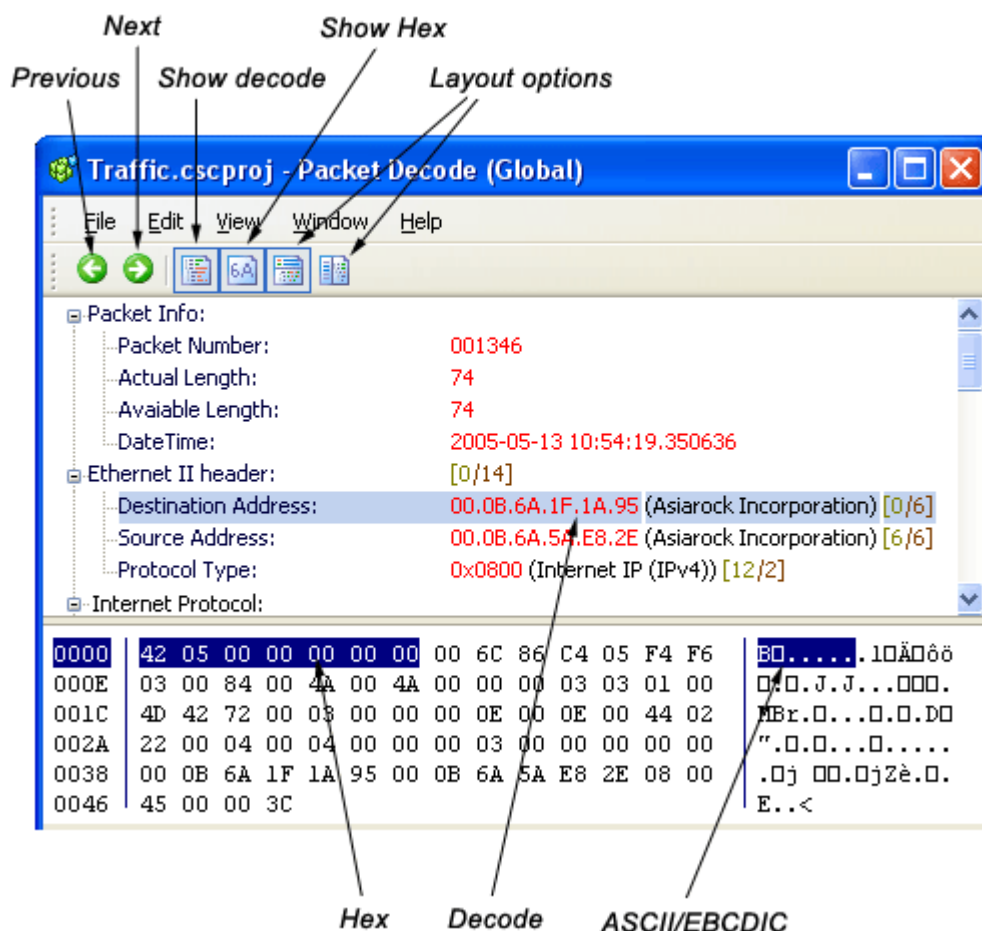 Next
Show Hex
Previous
Show decode
Layout options
Traffic.cscproj - Packet Decode (Global)
File Edit View Window Help
6A
Packet Info:
Packet Number: 001346
Actual Length: 74
Avaiable Length: 74
DateTime: 2005-05-13 10:54:19.350636
Ethernet II header: [0/14]
Destination Address: 00.0B.6A.1F.1A.95 (Asiarock Incorporation) [0/6]
Source Address: 00.0B.6A.5A.E8.2E (Asiarock Incorporation) [6/6]
Protocol Type: 0x0800 (Internet IP (IPv4)) [12/2]
Internet Protocol:
0000 42 05 00 00 00 00 00 00 6C 86 C4 05 F4 F6 B□......l□Ä□ôö
000E 03 00 84 00 4A 00 4A 00 00 00 03 03 01 00 □.□.J.J...□□□.
001C 4D 42 72 00 03 00 00 00 0E 00 0E 00 44 02 MBr.□...□.□.D□
002A 22 00 04 00 04 00 00 00 03 00 00 00 00 00 ".□.□...□.....
0038 00 0B 6A 1F 1A 95 00 0B 6A 5A E8 2E 08 00 .□j □□.□jZè.□.
0046 45 00 00 3C E..<
Hex
Decode
ASCII/EBCDIC